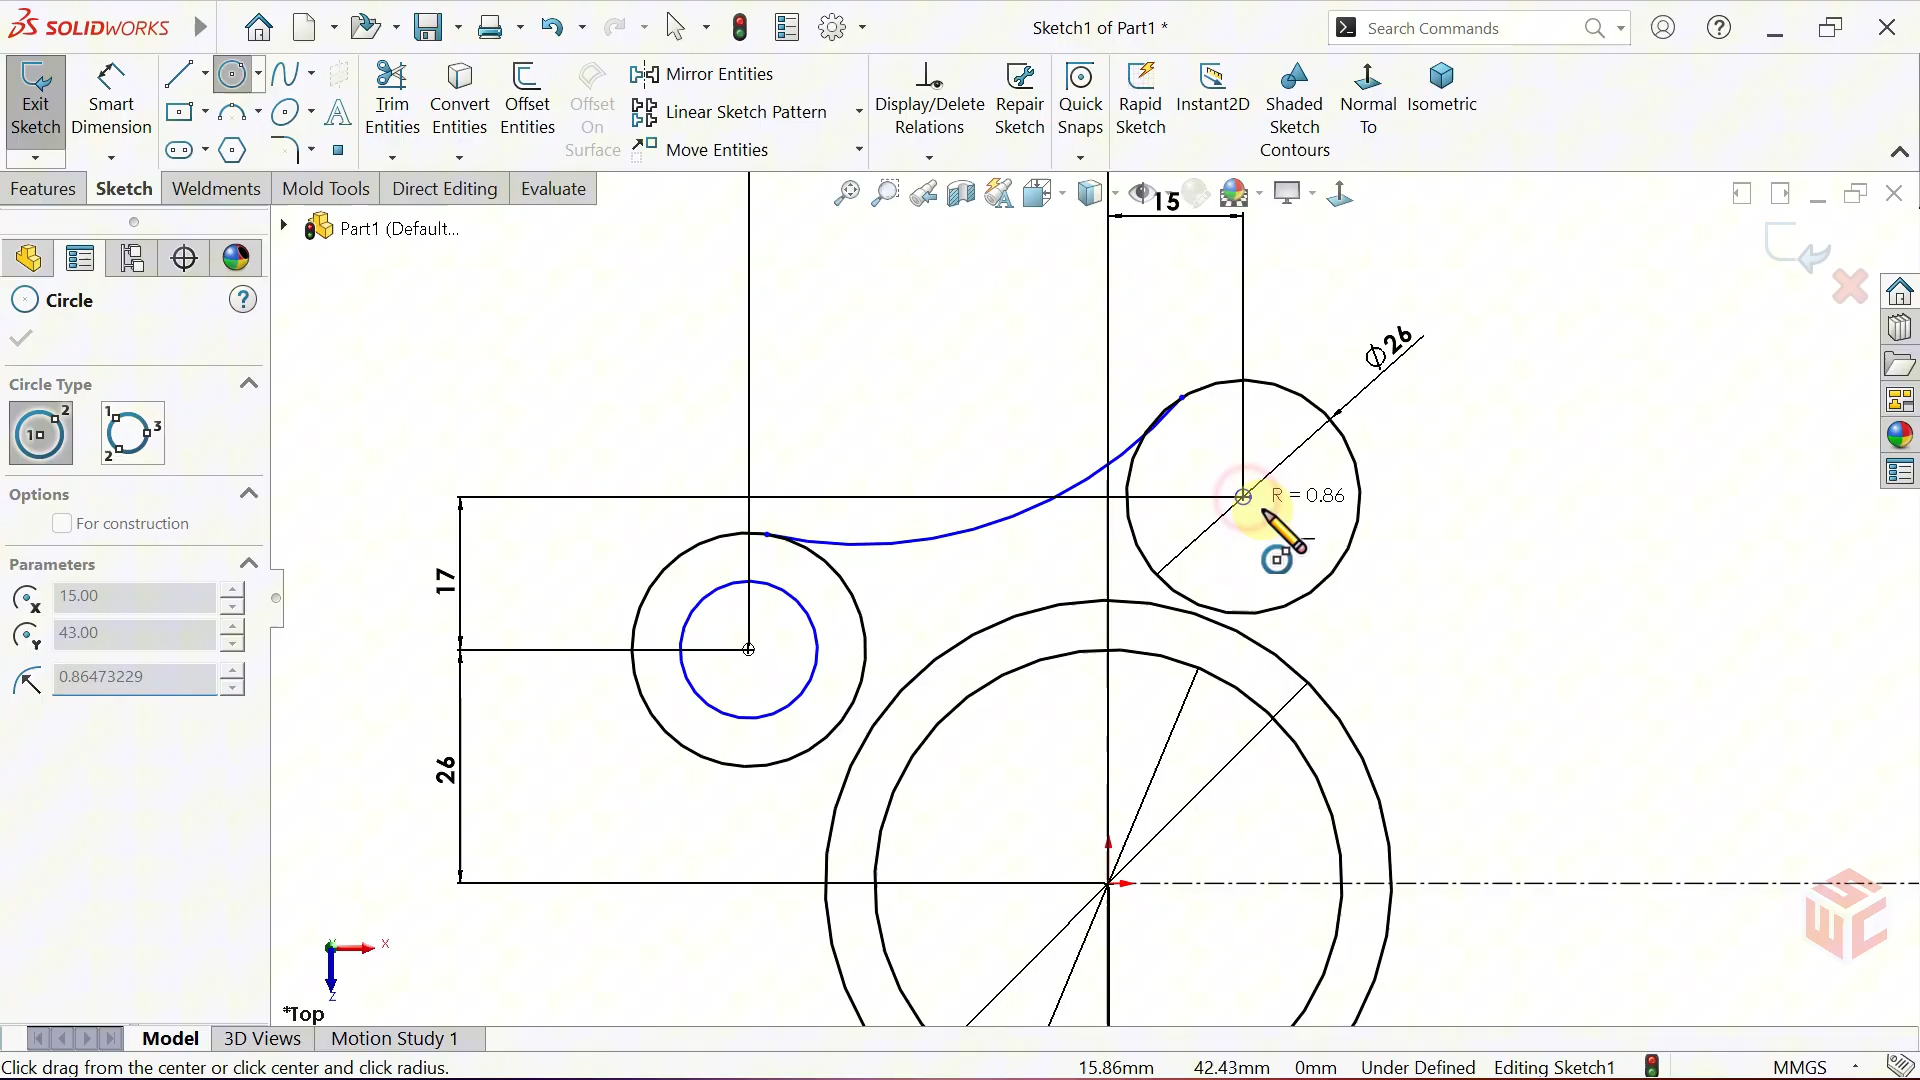 SOLIDWORKS
Sketch1 of Part1 *
Search Commands
Exit Sketch
Smart Dimension
Trim Entities
Convert Entities
Offset Entities
Offset On Surface
Mirror Entities
Linear Sketch Pattern
Move Entities
Display/Delete Relations
Repair Sketch
Quick Snaps
Rapid Sketch
Instant2D
Shaded Sketch Contours
Normal To
Isometric
Features
Sketch
Weldments
Mold Tools
Direct Editing
Evaluate
Part1 (Default...
Circle
Circle Type
Options
For construction
Parameters
15.00
43.00
0.86473229
15
Φ26
R = 0.86
17
26
X
Z
*Top
Model
3D Views
Motion Study 1
Click drag from the center or click center and click radius.
15.86mm
42.43mm
0mm
Under Defined
Editing Sketch1
MMGS